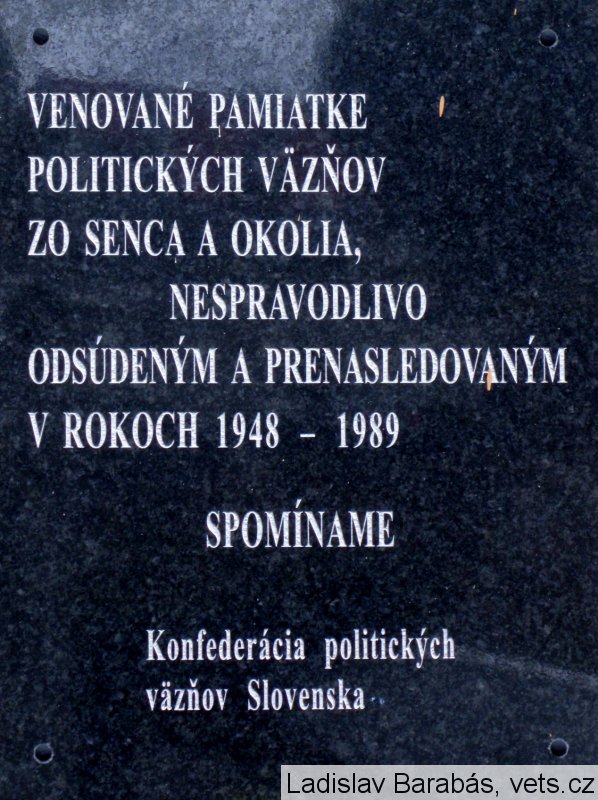 VENOVANÉ PAMIATKE
POLITICKÝCH VÄZŇOV
ZO SENCA A OKOLIA,
NESPRAVODLIVO
ODSÚDENÝM A PRENASLEDOVANÝM
V ROKOCH 1948 – 1989
SPOMÍNAME
Konfederácia politických
väzňov Slovenska
Ladislav Barabás, vets.cz